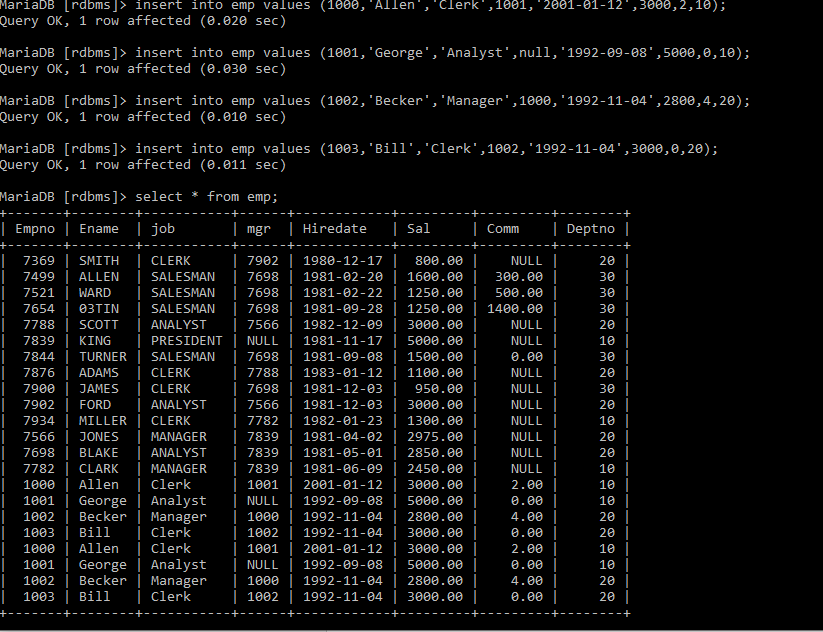 MariaDB [rdbms]> insert into emp values (1000,'Allen','Clerk',1001,'2001-01-12',3000,2,10);
Query OK, 1 row affected (0.020 sec)
MariaDB [rdbms]> insert into emp values (1001,'George','Analyst',null,'1992-09-08',5000,0,10);
Query OK, 1 row affected (0.030 sec)
MariaDB [rdbms]> insert into emp values (1002,'Becker','Manager',1000,'1992-11-04',2800,4,20);
Query OK, 1 row affected (0.010 sec)
MariaDB [rdbms]> insert into emp values (1003,'Bill','Clerk',1002,'1992-11-04',3000,0,20);
Query OK, 1 row affected (0.011 sec)
MariaDB [rdbms]> select * from emp;
+-------+--------+-----------+------+------------+---------+---------+--------+
| Empno | Ename  | job       | mgr  | Hiredate   | Sal     | Comm    | Deptno |
+-------+--------+-----------+------+------------+---------+---------+--------+
|  7369 | SMITH  | CLERK     | 7902 | 1980-12-17 |  800.00 |    NULL |     20 |
|  7499 | ALLEN  | SALESMAN  | 7698 | 1981-02-20 | 1600.00 |  300.00 |     30 |
|  7521 | WARD   | SALESMAN  | 7698 | 1981-02-22 | 1250.00 |  500.00 |     30 |
|  7654 | 03TIN  | SALESMAN  | 7698 | 1981-09-28 | 1250.00 | 1400.00 |     30 |
|  7788 | SCOTT  | ANALYST   | 7566 | 1982-12-09 | 3000.00 |    NULL |     20 |
|  7839 | KING   | PRESIDENT | NULL | 1981-11-17 | 5000.00 |    NULL |     10 |
|  7844 | TURNER | SALESMAN  | 7698 | 1981-09-08 | 1500.00 |    0.00 |     30 |
|  7876 | ADAMS  | CLERK     | 7788 | 1983-01-12 | 1100.00 |    NULL |     20 |
|  7900 | JAMES  | CLERK     | 7698 | 1981-12-03 |  950.00 |    NULL |     30 |
|  7902 | FORD   | ANALYST   | 7566 | 1981-12-03 | 3000.00 |    NULL |     20 |
|  7934 | MILLER | CLERK     | 7782 | 1982-01-23 | 1300.00 |    NULL |     10 |
|  7566 | JONES  | MANAGER   | 7839 | 1981-04-02 | 2975.00 |    NULL |     20 |
|  7698 | BLAKE  | ANALYST   | 7839 | 1981-05-01 | 2850.00 |    NULL |     20 |
|  7782 | CLARK  | MANAGER   | 7839 | 1981-06-09 | 2450.00 |    NULL |     10 |
|  1000 | Allen  | Clerk     | 1001 | 2001-01-12 | 3000.00 |    2.00 |     10 |
|  1001 | George | Analyst   | NULL | 1992-09-08 | 5000.00 |    0.00 |     10 |
|  1002 | Becker | Manager   | 1000 | 1992-11-04 | 2800.00 |    4.00 |     20 |
|  1003 | Bill   | Clerk     | 1002 | 1992-11-04 | 3000.00 |    0.00 |     20 |
|  1000 | Allen  | Clerk     | 1001 | 2001-01-12 | 3000.00 |    2.00 |     10 |
|  1001 | George | Analyst   | NULL | 1992-09-08 | 5000.00 |    0.00 |     10 |
|  1002 | Becker | Manager   | 1000 | 1992-11-04 | 2800.00 |    4.00 |     20 |
|  1003 | Bill   | Clerk     | 1002 | 1992-11-04 | 3000.00 |    0.00 |     20 |
+-------+--------+-----------+------+------------+---------+---------+--------+